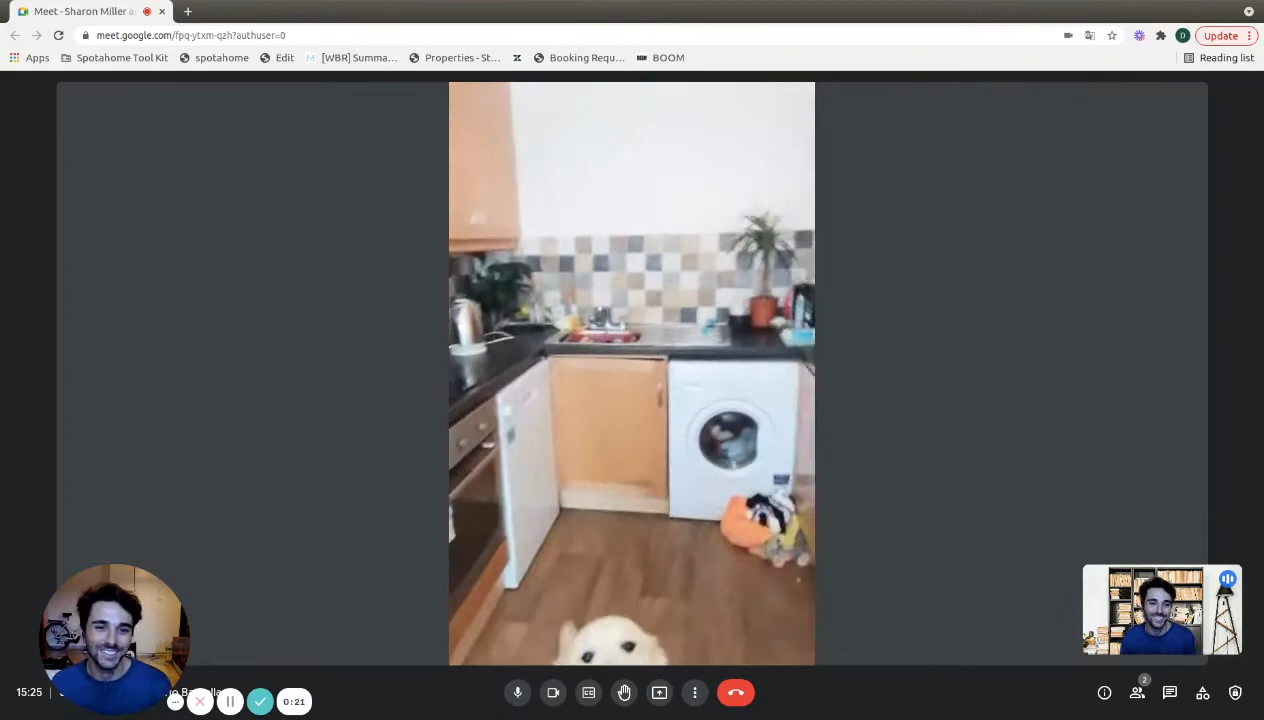 Meet - Sharon Miller a
meet.google.com/fpq-ytxm-qzh?authuser=0
Update
Apps
Spotahome Tool Kit
spotahome
Edit
[WBR] Summa...
Properties - St...
Booking Requ...
BOOM
Reading list
D
15:25
0:21
2